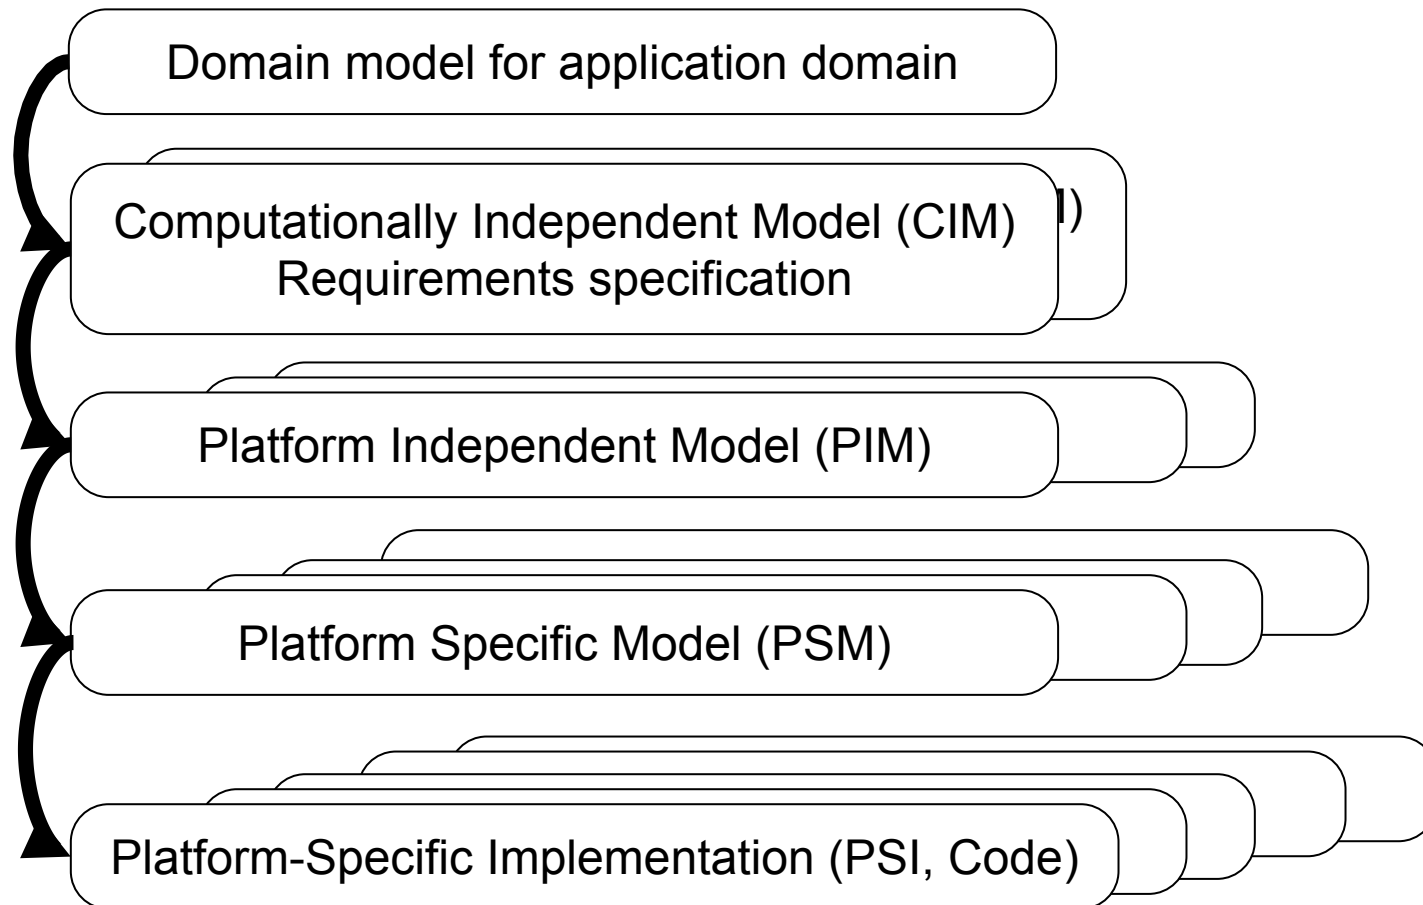 Domain model for application domain
Computationally Independent Model (CIM)
Requirements specification
Platform Independent Model (PIM)
Platform Specific Model (PSM)
Platform-Specific Implementation (PSI, Code)